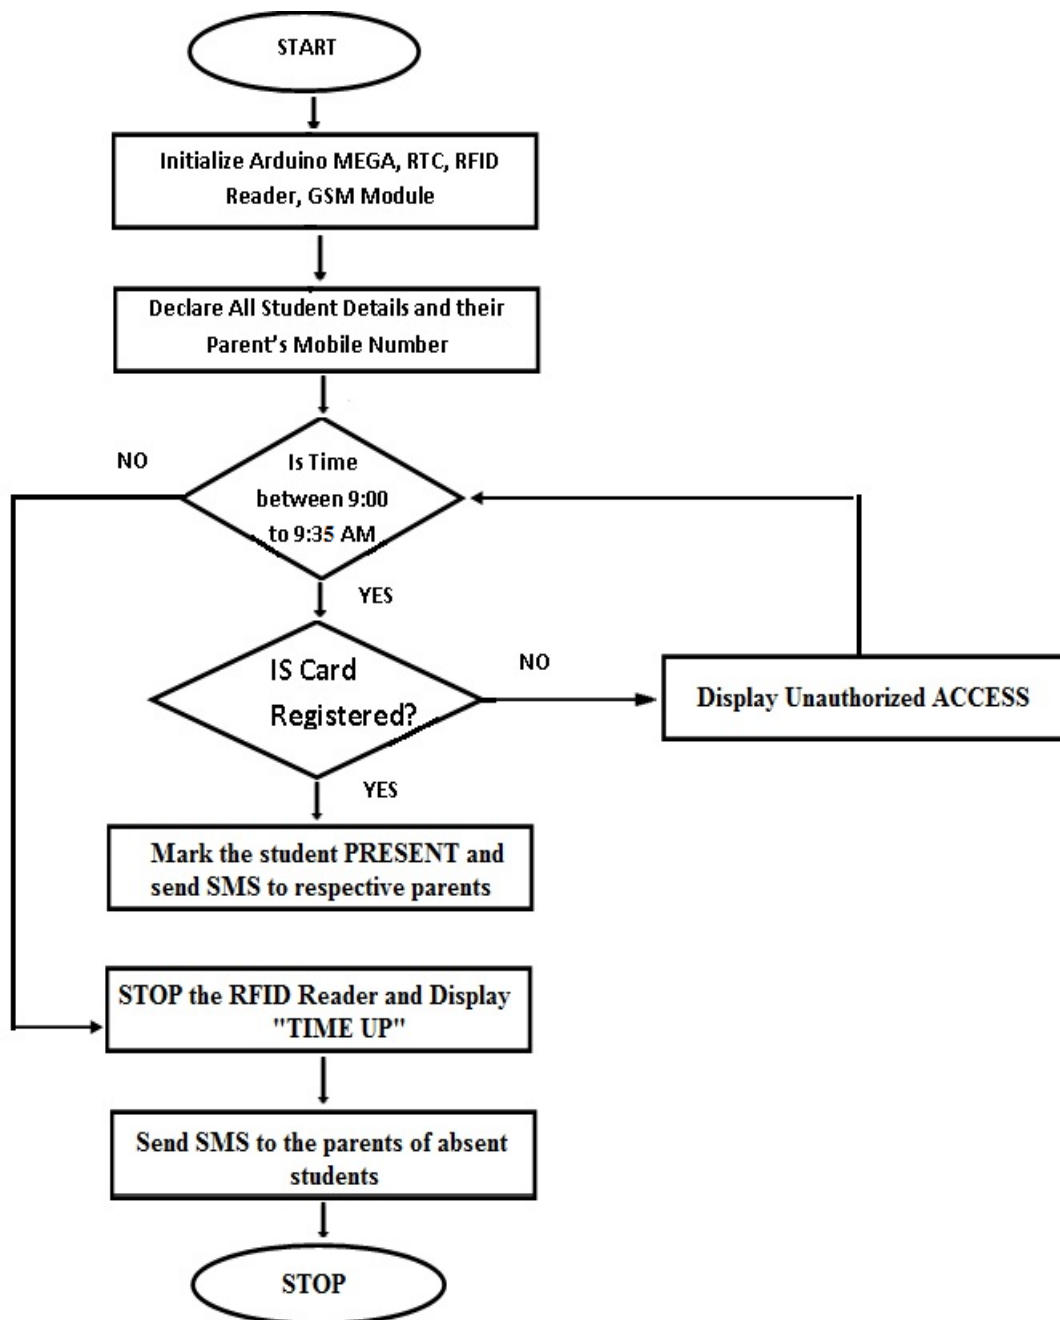 START
Initialize Arduino MEGA, RTC, RFID
Reader, GSM Module
Declare All Student Details and their
Parent's Mobile Number
NO
Is Time
between 9:00
to 9:35 AM
YES
IS Card
Registered?
NO
Display Unauthorized ACCESS
YES
Mark the student PRESENT and
send SMS to respective parents
STOP the RFID Reader and Display
"TIME UP"
Send SMS to the parents of absent
students
STOP